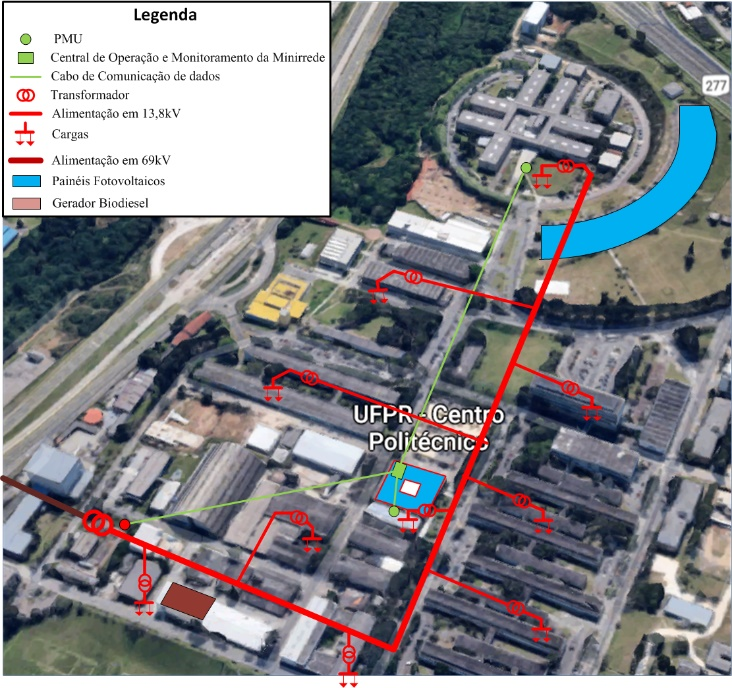 Legenda
PMU
Central de Operação e Monitoramento da Minirrede
Cabo de Comunicação de dados
Transformador
Alimentação em 13,8kV
Cargas
Alimentação em 69kV
Painéis Fotovoltaicos
Gerador Biodiesel
277
UFPR - Centro
Politécnico